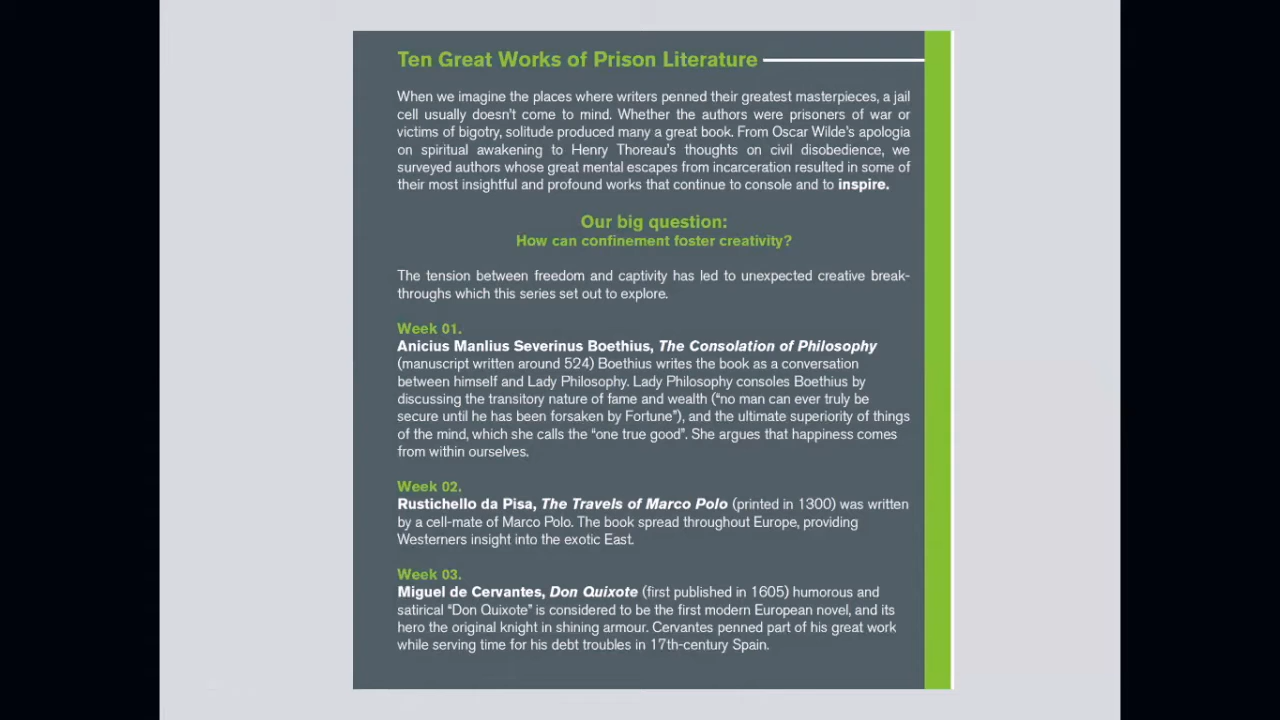 Ten Great Works of Prison Literature
When we imagine the places where writers penned their greatest masterpieces, a jail
cell usually doesn't come to mind. Whether the authors were prisoners of war or
victims of bigotry, solitude produced many a great book. From Oscar Wilde's apologia
on spiritual awakening to Henry Thoreau's thoughts on civil disobedience, we
surveyed authors whose great mental escapes from incarceration resulted in some of
their most insightful and profound works that continue to console and to inspire.
Our big question:
How can confinement foster creativity?
The tension between freedom and captivity has led to unexpected creative break-
throughs which this series set out to explore.
Week 01.
Anicius Manlius Severinus Boethius, The Consolation of Philosophy
(manuscript written around 524) Boethius writes the book as a conversation
between himself and Lady Philosophy. Lady Philosophy consoles Boethius by
discussing the transitory nature of fame and wealth (“no man can ever truly be
secure until he has been forsaken by Fortune”), and the ultimate superiority of things
of the mind, which she calls the “one true good”. She argues that happiness comes
from within ourselves.
Week 02.
Rustichello da Pisa, The Travels of Marco Polo (printed in 1300) was written
by a cell-mate of Marco Polo. The book spread throughout Europe, providing
Westerners insight into the exotic East.
Week 03.
Miguel de Cervantes, Don Quixote (first published in 1605) humorous and
satirical “Don Quixote” is considered to be the first modern European novel, and its
hero the original knight in shining armour. Cervantes penned part of his great work
while serving time for his debt troubles in 17th-century Spain.